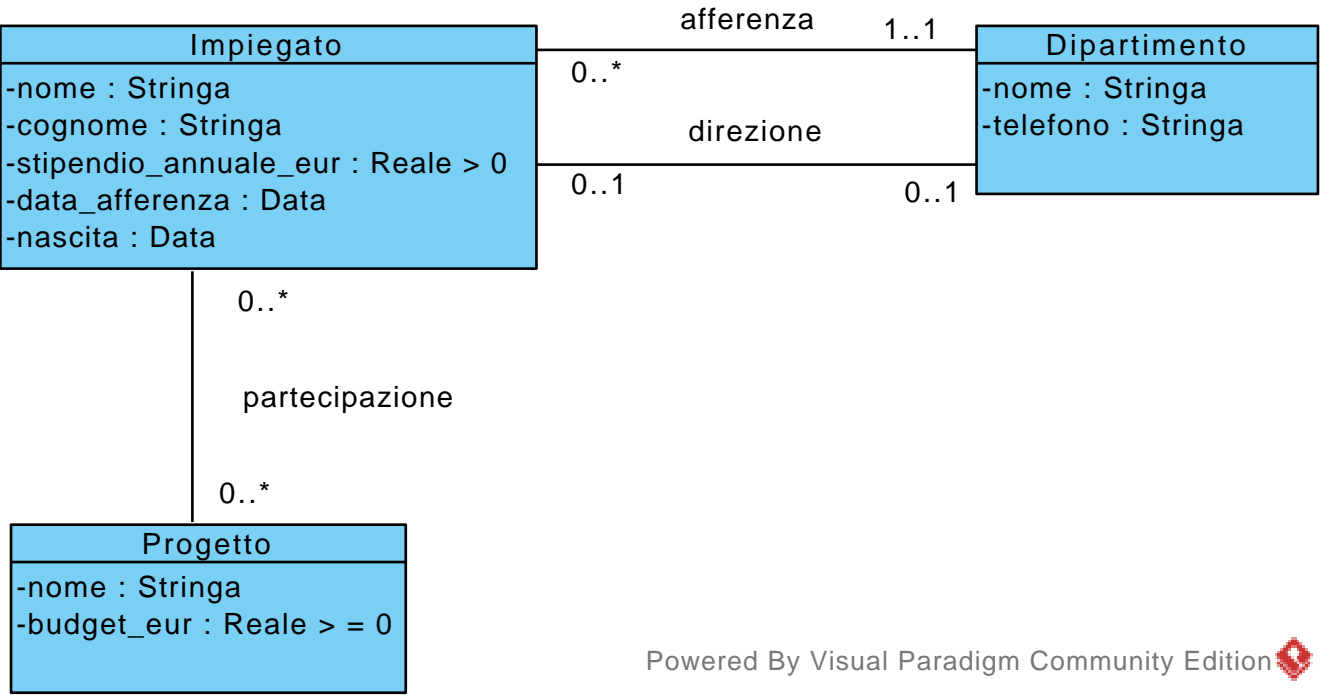 afferenza
1..1
Impiegato
-nome : Stringa
-cognome : Stringa
-stipendio_annuale_eur : Reale > 0
-data_afferenza : Data
-nascita : Data
0..*
direzione
0..1
0..1
Dipartimento
-nome : Stringa
-telefono : Stringa
0..*
partecipazione
0..*
Progetto
-nome : Stringa
-budget_eur : Reale > = 0
Powered By Visual Paradigm Community Edition